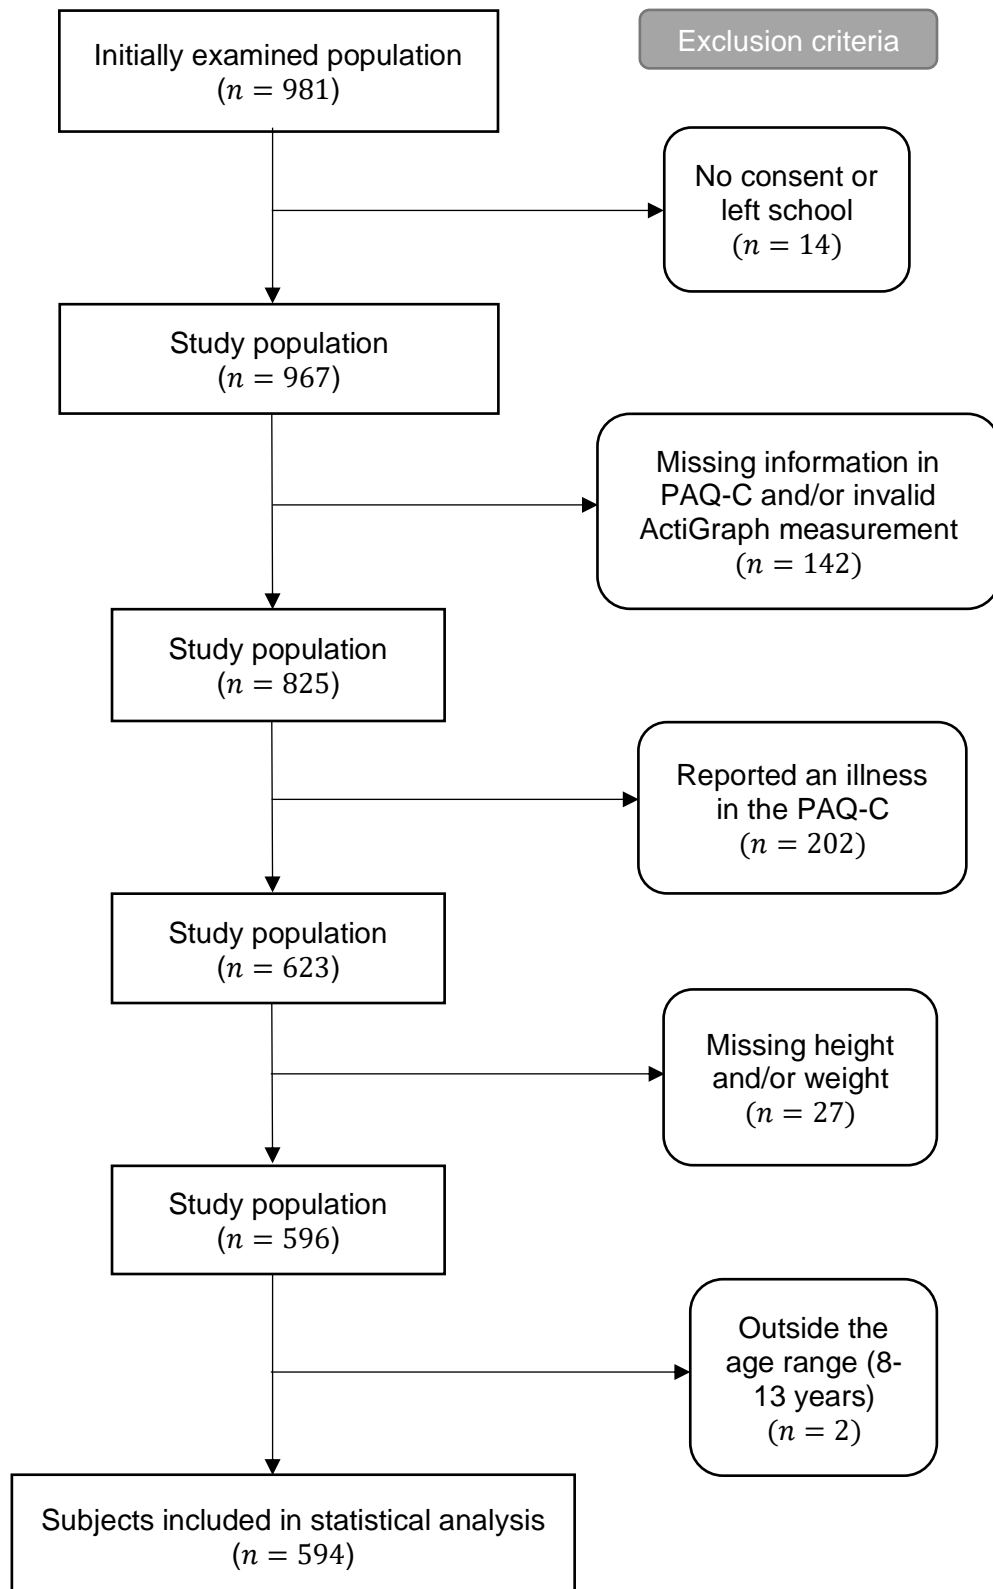 Initially examined population
(n = 981)
Exclusion criteria
No consent or
left school
(n = 14)
Study population
(n = 967)
Missing information in
PAQ-C and/or invalid
ActiGraph measurement
(n = 142)
Study population
(n = 825)
Reported an illness
in the PAQ-C
(n = 202)
Study population
(n = 623)
Missing height
and/or weight
(n = 27)
Study population
(n = 596)
Outside the
age range (8-
13 years)
(n = 2)
Subjects included in statistical analysis
(n = 594)